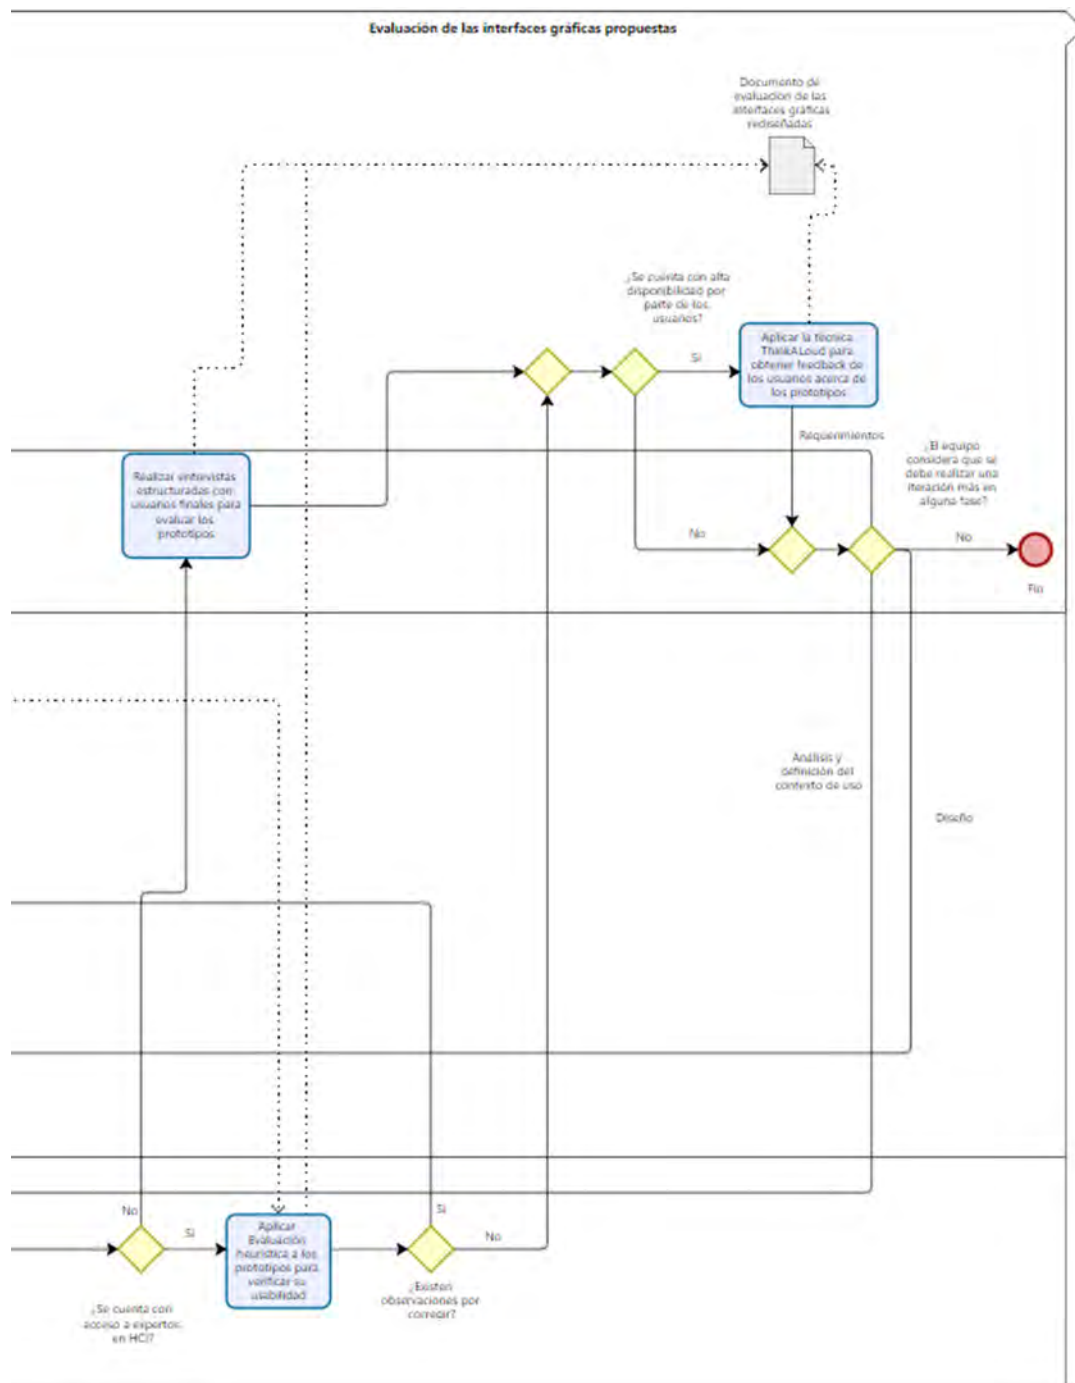 Evaluación de las interfaces gráficas propuestas
Documento de
evaluación de las
interfaces gráficas
rediseñadas
¿Se cuenta con alta
disponibilidad por
parte de los
usuarios?
Si
Aplicar la técnica
ThinkALoud para
obtener feedback de
los usuarios acerca de
los prototipos
Requerimientos
¿El equipo
considera que se
debe realizar una
iteración más en
alguna fase?
Realizar entrevistas
estructuradas con
usuarios finales para
evaluar los
prototipos
No
No
Fin
Análisis y
definición del
contexto de uso
Diseño
No
Si
Aplicar
Evaluación
heurística a los
prototipos para
verificar su
usabilidad
Si
No
¿Se cuenta con
acceso a expertos
en HCI?
¿Existen
observaciones por
corregir?